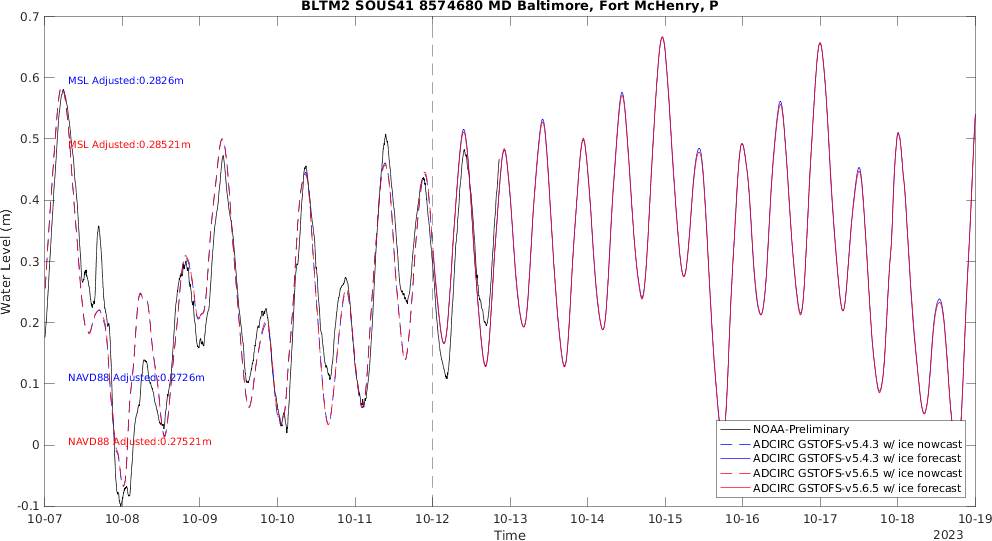 BLTM2 SOUS41 8574680 MD Baltimore, Fort McHenry, P
0.7
0.6
0.5
0.4
0.3
0.2
0.1
0
-0.1
Water Level (m)
MSL Adjusted:0.2826m
MSL Adjusted:0.28521m
NAVD88 Adjusted:0.2726m
NAVD88 Adjusted:0.27521m
NOAA-Preliminary
ADCIRC GSTOFS-v5.4.3 w/ ice nowcast
ADCIRC GSTOFS-v5.4.3 w/ ice forecast
ADCIRC GSTOFS-v5.6.5 w/ ice nowcast
ADCIRC GSTOFS-v5.6.5 w/ ice forecast
10-07 10-08 10-09 10-10 10-11 10-12 10-13 10-14 10-15 10-16 10-17 10-18 10-19
Time
2023